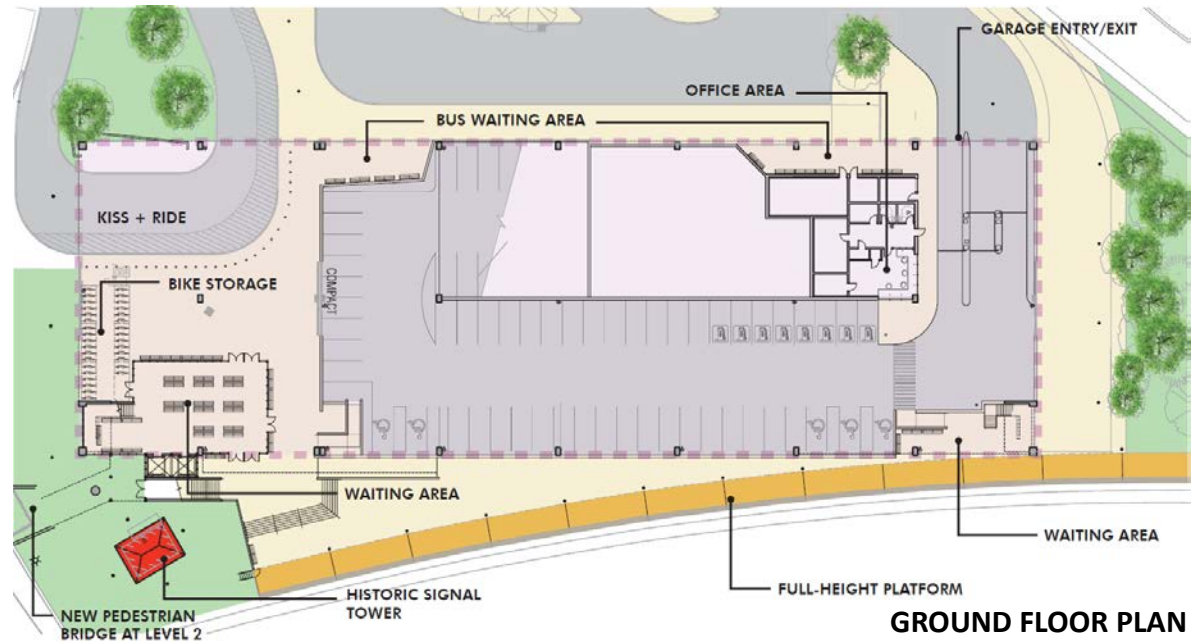 GARAGE ENTRY/EXIT
OFFICE AREA
BUS WAITING AREA
KISS + RIDE
BIKE STORAGE
COMPACT
WAITING AREA
WAITING AREA
FULL-HEIGHT PLATFORM
HISTORIC SIGNAL
TOWER
NEW PEDESTRIAN
BRIDGE AT LEVEL 2
GROUND FLOOR PLAN